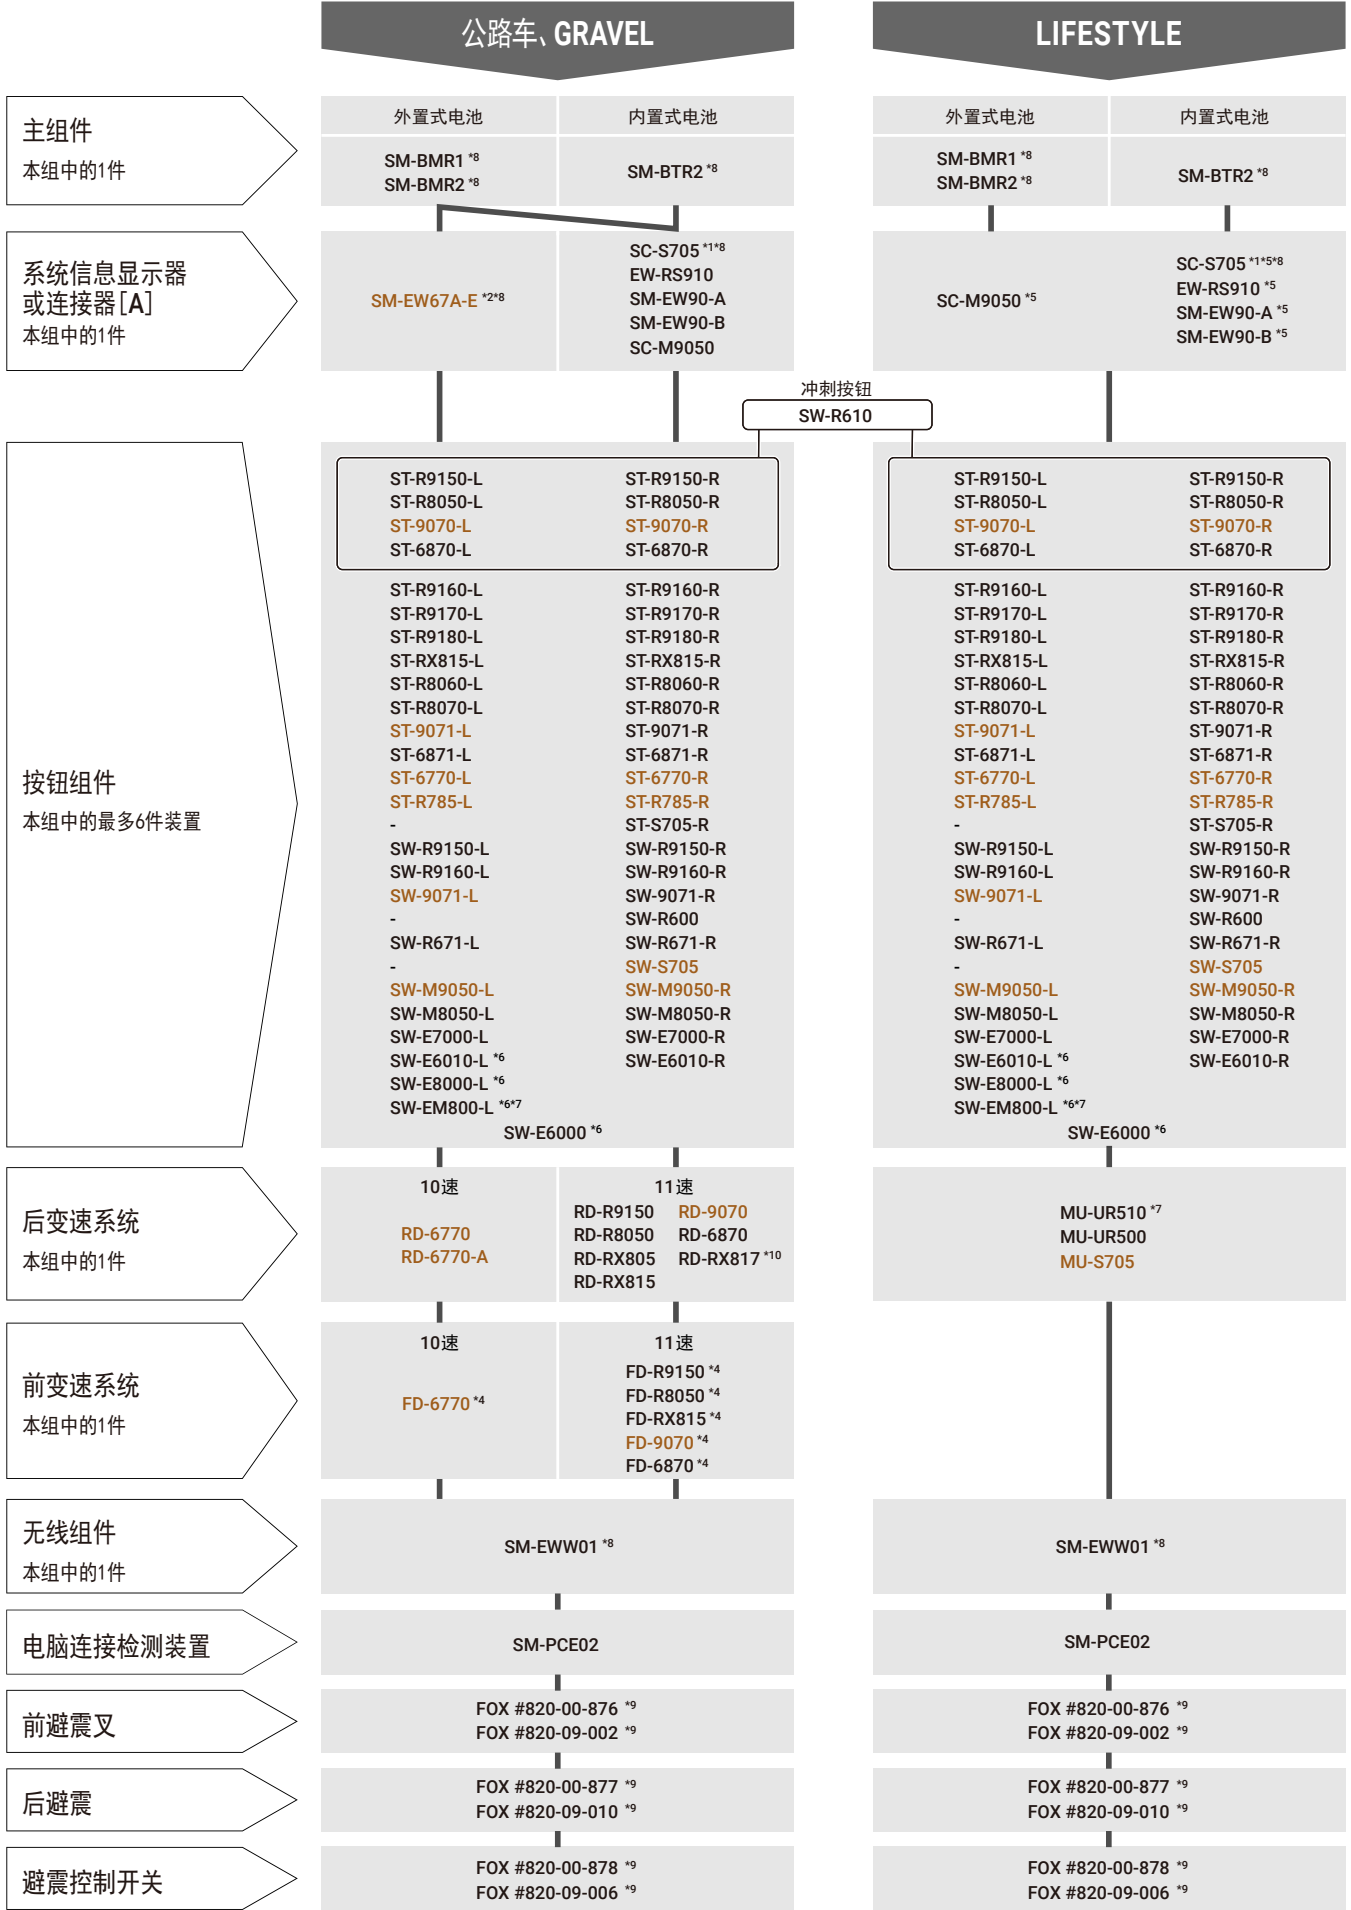 公路车、GRAVEL
LIFESTYLE
主组件
本组中的1件
外置式电池 内置式电池
SM-BMR1 *8
SM-BMR2 *8
SM-BTR2 *8
外置式电池 内置式电池
SM-BMR1 *8
SM-BMR2 *8
SM-BTR2 *8
系统信息显示器
或连接器[A]
本组中的1件
SM-EW67A-E *2*8
SC-S705 *1*8
EW-RS910
SM-EW90-A
SM-EW90-B
SC-M9050
SC-M9050 *5
SC-S705 *1*5*8
EW-RS910 *5
SM-EW90-A *5
SM-EW90-B *5
冲刺按钮
SW-R610
按钮组件
本组中的最多6件装置
ST-R9150-L ST-R9150-R
ST-R8050-L ST-R8050-R
ST-9070-L ST-9070-R
ST-6870-L ST-6870-R
ST-R9160-L ST-R9160-R
ST-R9170-L ST-R9170-R
ST-R9180-L ST-R9180-R
ST-RX815-L ST-RX815-R
ST-R8060-L ST-R8060-R
ST-R8070-L ST-R8070-R
ST-9071-L ST-9071-R
ST-6871-L ST-6871-R
ST-6770-L ST-6770-R
ST-R785-L ST-R785-R
- ST-S705-R
SW-R9150-L SW-R9150-R
SW-R9160-L SW-R9160-R
SW-9071-L SW-9071-R
- SW-R600
SW-R671-L SW-R671-R
- SW-S705
SW-M9050-L SW-M9050-R
SW-M8050-L SW-M8050-R
SW-E7000-L SW-E7000-R
SW-E6010-L *6 SW-E6010-R
SW-E8000-L *6
SW-EM800-L *6*7
SW-E6000 *6
ST-R9150-L ST-R9150-R
ST-R8050-L ST-R8050-R
ST-9070-L ST-9070-R
ST-6870-L ST-6870-R
ST-R9160-L ST-R9160-R
ST-R9170-L ST-R9170-R
ST-R9180-L ST-R9180-R
ST-RX815-L ST-RX815-R
ST-R8060-L ST-R8060-R
ST-R8070-L ST-R8070-R
ST-9071-L ST-9071-R
ST-6871-L ST-6871-R
ST-6770-L ST-6770-R
ST-R785-L ST-R785-R
- ST-S705-R
SW-R9150-L SW-R9150-R
SW-R9160-L SW-R9160-R
SW-9071-L SW-9071-R
- SW-R600
SW-R671-L SW-R671-R
- SW-S705
SW-M9050-L SW-M9050-R
SW-M8050-L SW-M8050-R
SW-E7000-L SW-E7000-R
SW-E6010-L *6 SW-E6010-R
SW-E8000-L *6
SW-EM800-L *6*7
SW-E6000 *6
后变速系统
本组中的1件
10速
RD-6770
RD-6770-A
11速
RD-R9150 RD-9070
RD-R8050 RD-6870
RD-RX805 RD-RX817 *10
RD-RX815
MU-UR510 *7
MU-UR500
MU-S705
前变速系统
本组中的1件
10速
FD-6770 *4
11速
FD-R9150 *4
FD-R8050 *4
FD-RX815 *4
FD-9070 *4
FD-6870 *4
无线组件
本组中的1件
SM-EWW01 *8
SM-EWW01 *8
电脑连接检测装置
SM-PCE02
SM-PCE02
前避震叉
FOX #820-00-876 *9
FOX #820-09-002 *9
FOX #820-00-876 *9
FOX #820-09-002 *9
后避震
FOX #820-00-877 *9
FOX #820-09-010 *9
FOX #820-00-877 *9
FOX #820-09-010 *9
避震控制开关
FOX #820-00-878 *9
FOX #820-09-006 *9
FOX #820-00-878 *9
FOX #820-09-006 *9